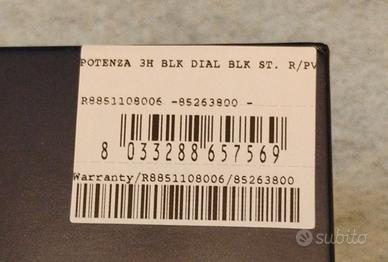 POTENZA 3H BLK DIAL BLK ST. R/PV
R8851108006 -85263800 -
8 033288 657569
Warranty/R8851108006/85263800
subito